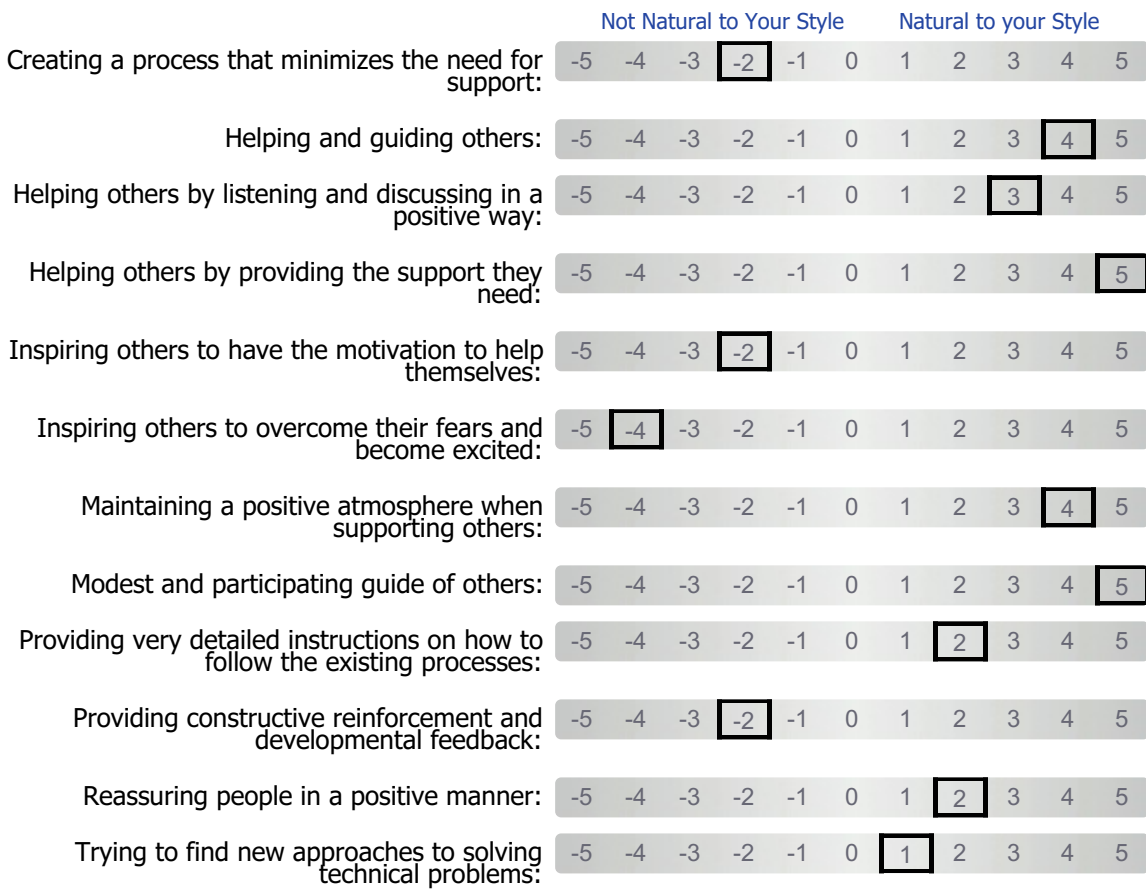 Not Natural to Your Style Natural to your Style
Creating a process that minimizes the need for
support:
-5 -4 -3 -2 -1 0 1 2 3 4 5
Helping and guiding others:
-5 -4 -3 -2 -1 0 1 2 3 4 5
Helping others by listening and discussing in a
positive way:
-5 -4 -3 -2 -1 0 1 2 3 4 5
Helping others by providing the support they
need:
-5 -4 -3 -2 -1 0 1 2 3 4 5
Inspiring others to have the motivation to help
themselves:
-5 -4 -3 -2 -1 0 1 2 3 4 5
Inspiring others to overcome their fears and
become excited:
-5 -4 -3 -2 -1 0 1 2 3 4 5
Maintaining a positive atmosphere when
supporting others:
-5 -4 -3 -2 -1 0 1 2 3 4 5
Modest and participating guide of others:
-5 -4 -3 -2 -1 0 1 2 3 4 5
Providing very detailed instructions on how to
follow the existing processes:
-5 -4 -3 -2 -1 0 1 2 3 4 5
Providing constructive reinforcement and
developmental feedback:
-5 -4 -3 -2 -1 0 1 2 3 4 5
Reassuring people in a positive manner:
-5 -4 -3 -2 -1 0 1 2 3 4 5
Trying to find new approaches to solving
technical problems:
-5 -4 -3 -2 -1 0 1 2 3 4 5